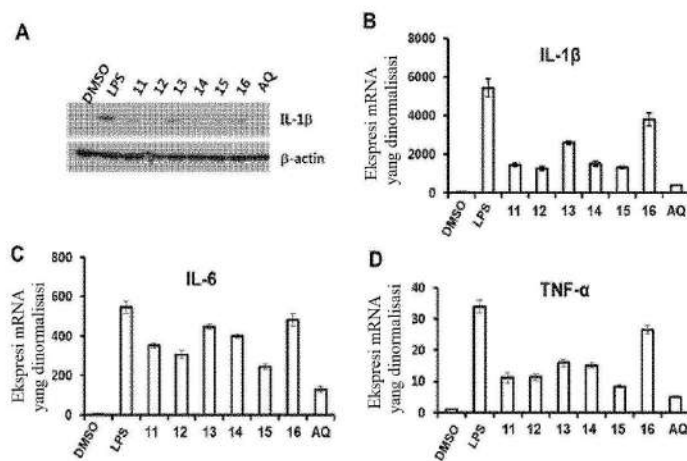 A
DMSO LPS 11 12 13 14 15 16 AQ
IL-1β
β-actin
B
IL-1β
Ekspresi mRNA
yang dinormalisasi
8000
6000
4000
2000
0
DMSO LPS 11 12 13 14 15 16 AQ
C
IL-6
Ekspresi mRNA
yang dinormalisasi
800
600
400
200
0
DMSO LPS 11 12 13 14 15 16 AQ
D
TNF-α
Ekspresi mRNA
yang dinormalisasi
40
30
20
10
0
DMSO LPS 11 12 13 14 15 16 AQ